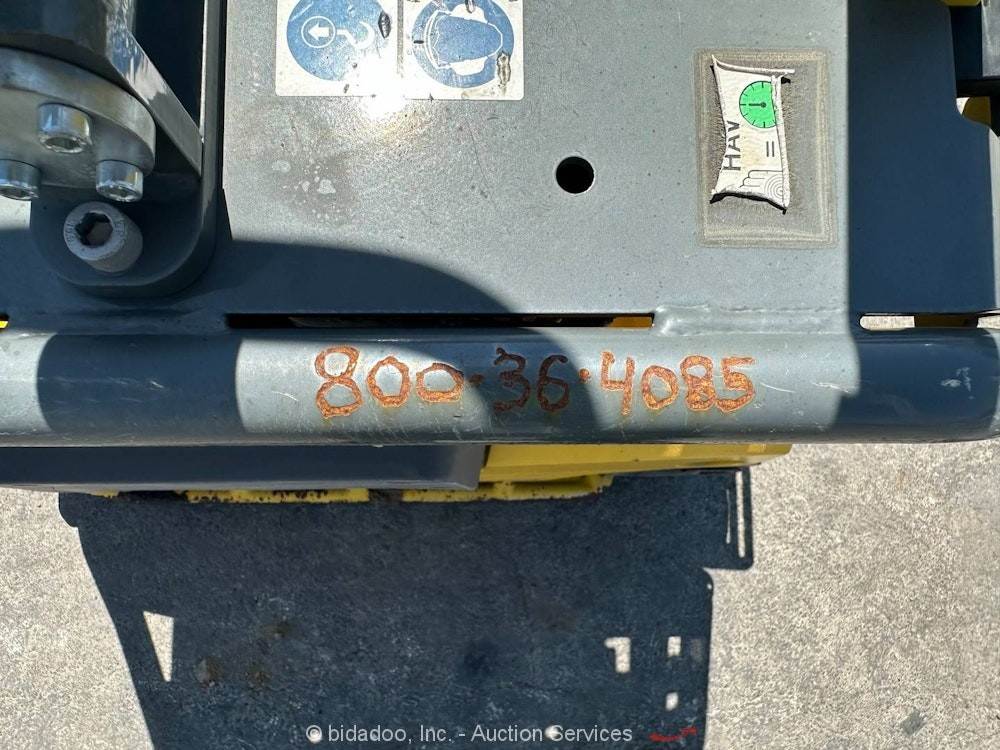 HAV =
800·36·4085
© bidadoo, Inc. - Auction Services